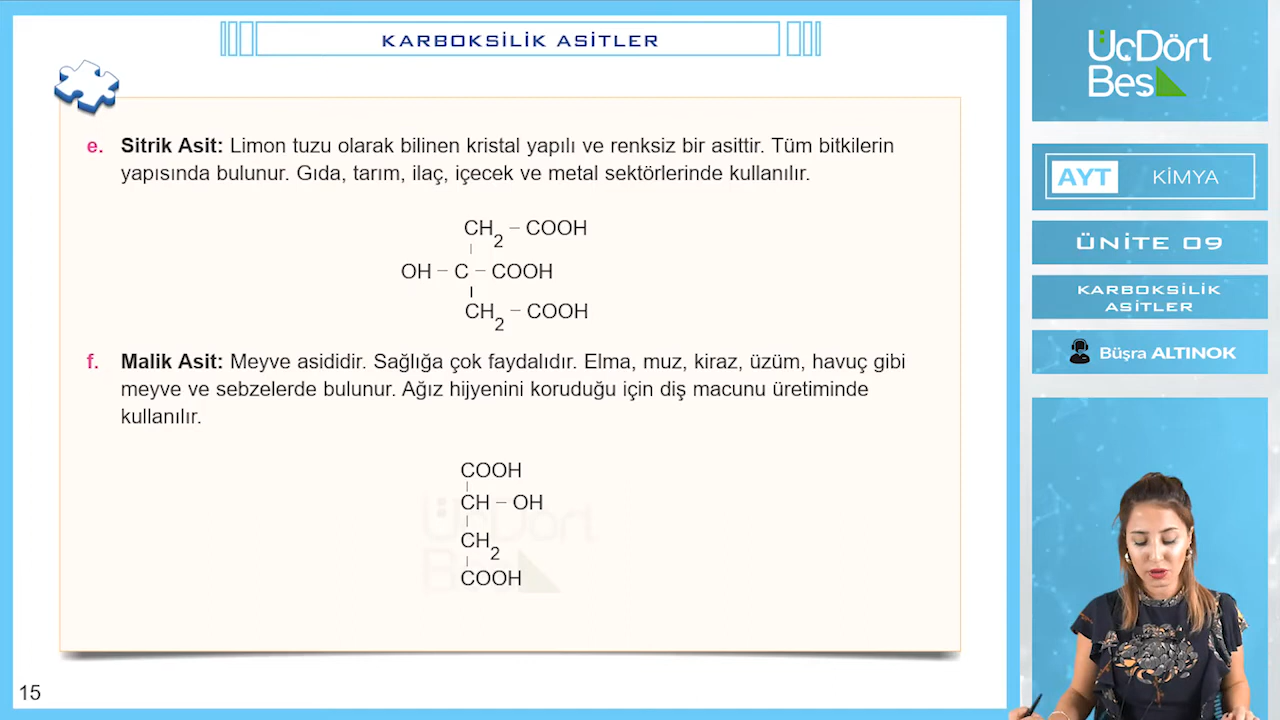 KARBOKSİLİK ASİTLER
e. Sitrik Asit: Limon tuzu olarak bilinen kristal yapılı ve renksiz bir asittir. Tüm bitkilerin
yapısında bulunur. Gıda, tarım, ilaç, içecek ve metal sektörlerinde kullanılır.
CH2 – COOH
OH – C – COOH
CH2 – COOH
f. Malik Asit: Meyve asididir. Sağlığa çok faydalıdır. Elma, muz, kiraz, üzüm, havuç gibi
meyve ve sebzelerde bulunur. Ağız hijyenini koruduğu için diş macunu üretiminde
kullanılır.
COOH
CH – OH
CH2
COOH
ÜçDört
Beş
15
ÜçDört
Beş
AYT KİMYA
ÜNİTE 09
KARBOKSİLİK
ASİTLER
Büşra ALTINOK